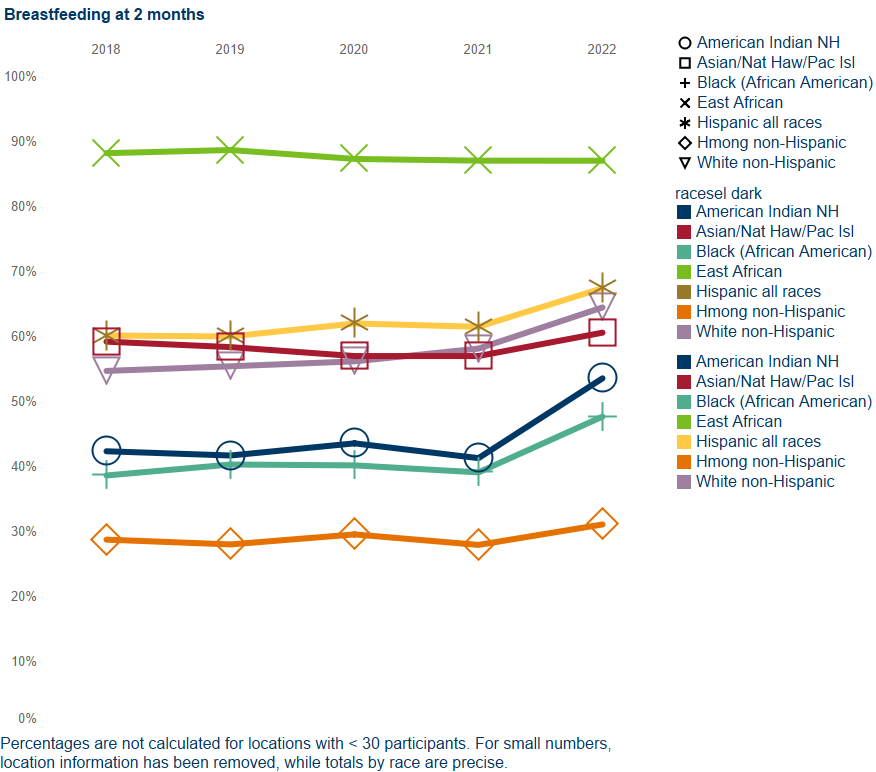 Breastfeeding at 2 months
2018 2019 2020 2021 2022
100%
90%
80%
70%
60%
50%
40%
30%
20%
10%
0%
American Indian NH
Asian/Nat Haw/Pac Isl
Black (African American)
East African
Hispanic all races
Hmong non-Hispanic
White non-Hispanic
racesel dark
American Indian NH
Asian/Nat Haw/Pac Isl
Black (African American)
East African
Hispanic all races
Hmong non-Hispanic
White non-Hispanic
American Indian NH
Asian/Nat Haw/Pac Isl
Black (African American)
East African
Hispanic all races
Hmong non-Hispanic
White non-Hispanic
Percentages are not calculated for locations with < 30 participants. For small numbers,
location information has been removed, while totals by race are precise.